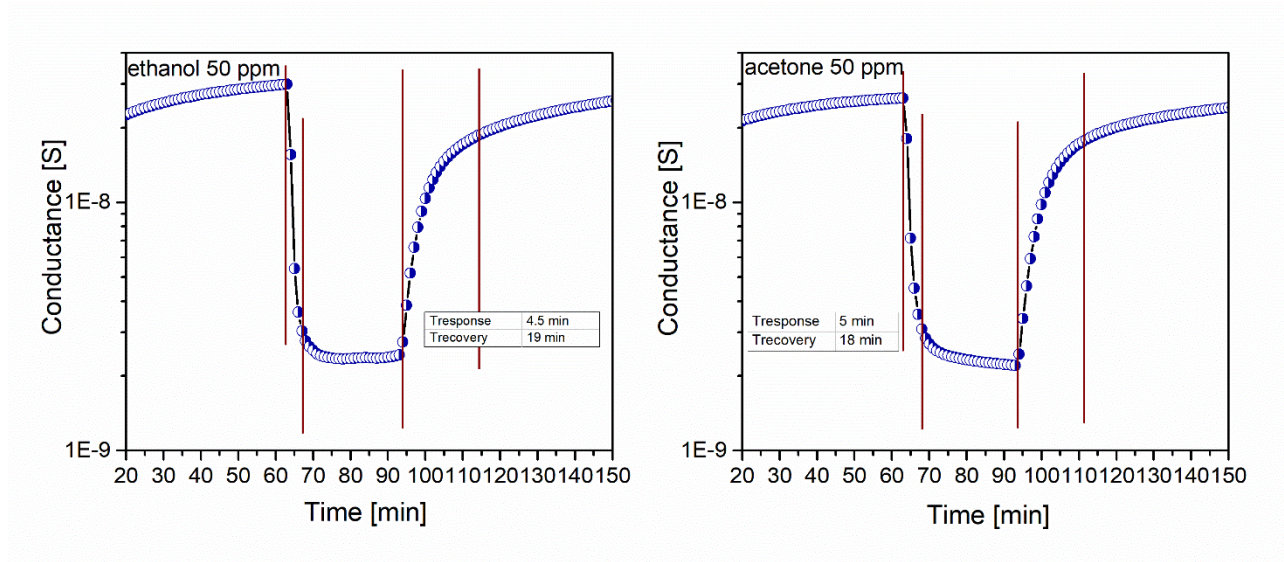 ethanol 50 ppm
Conductance [S]
1E-8
1E-9
Tresponse 4.5 min
Trecovery 19 min
20 30 40 50 60 70 80 90 100 110 120 130 140 150
Time [min]
acetone 50 ppm
Conductance [S]
1E-8
1E-9
Tresponse 5 min
Trecovery 18 min
20 30 40 50 60 70 80 90 100 110 120 130 140 150
Time [min]